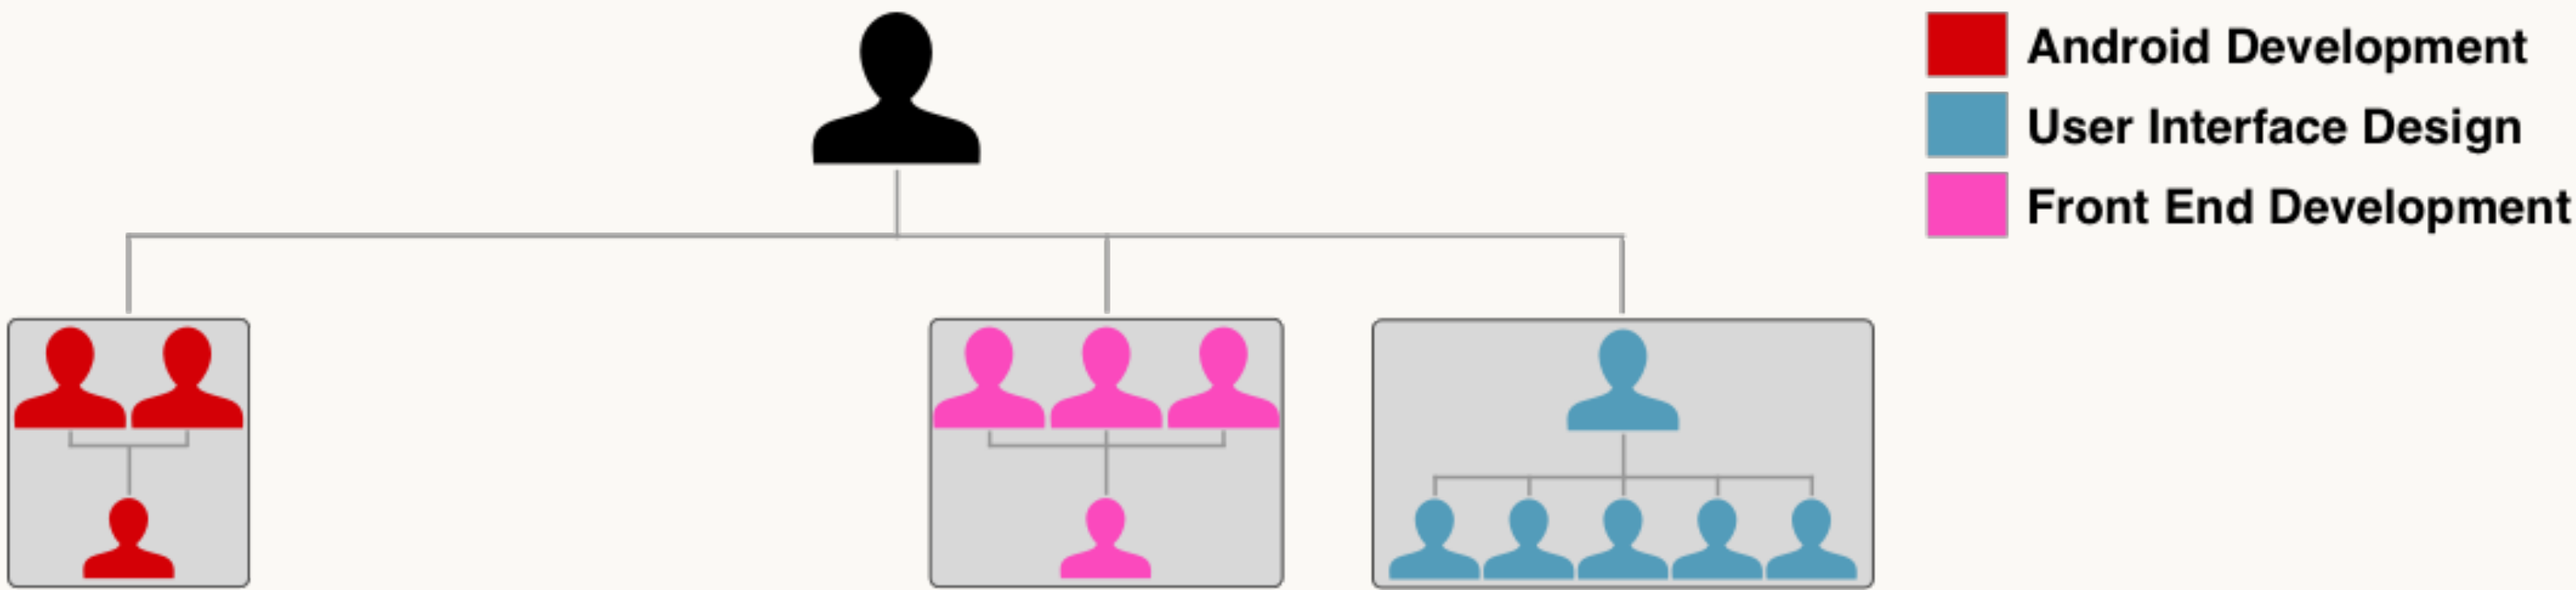 Android Development
User Interface Design
Front End Development